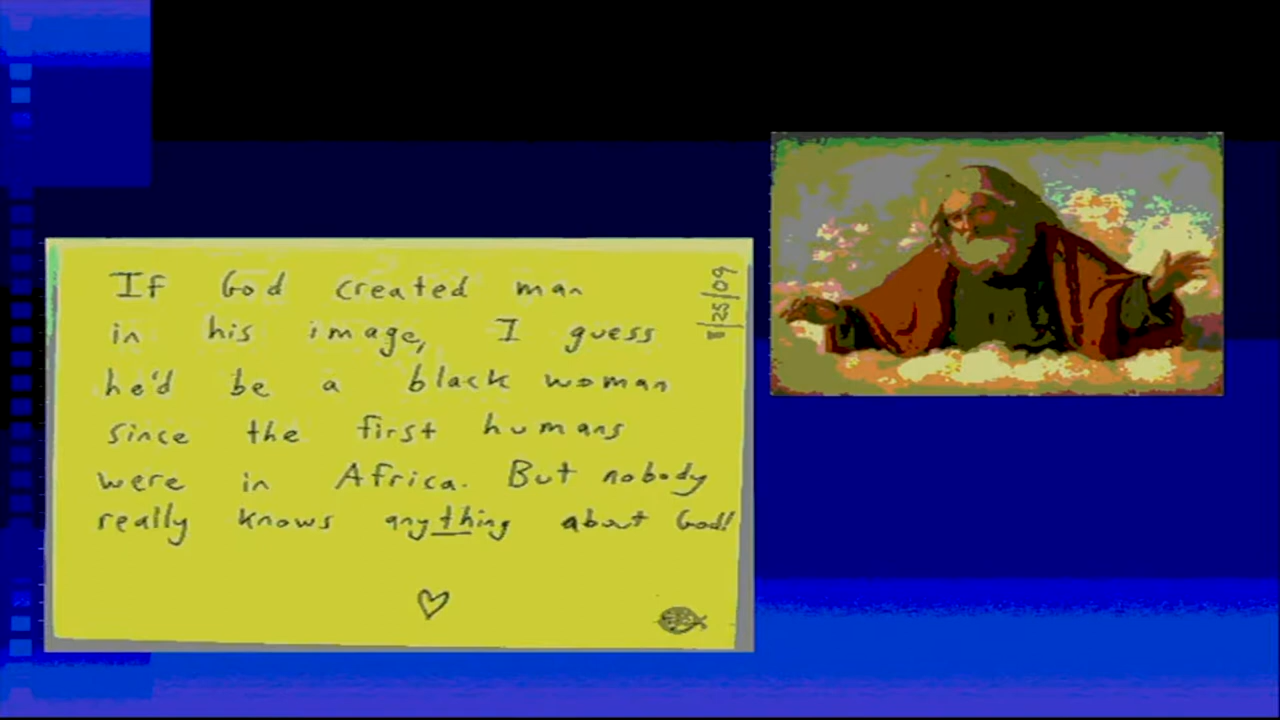 If God created man
in his image, I guess
he'd be a black woman
since the first humans
were in Africa. But nobody
really knows anything about God!
8/25/09